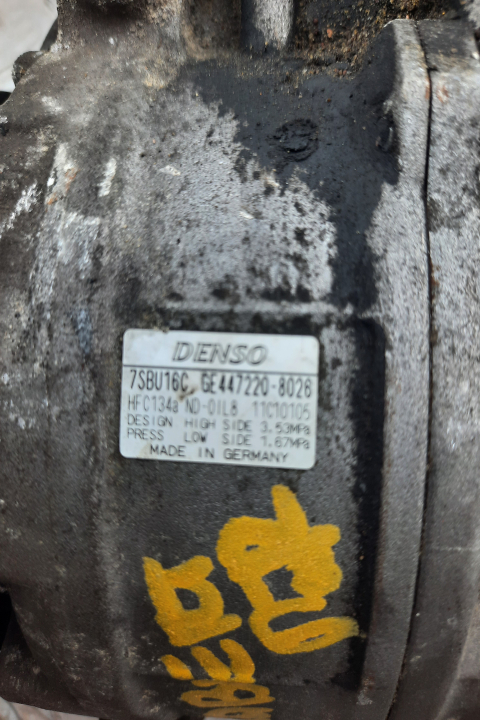 DENSO
7SBU16C GE447220-8026
HFC134a ND-OIL8 11C10105
DESIGN HIGH SIDE 3.53MPa
PRESS LOW SIDE 1.67MPa
MADE IN GERMANY